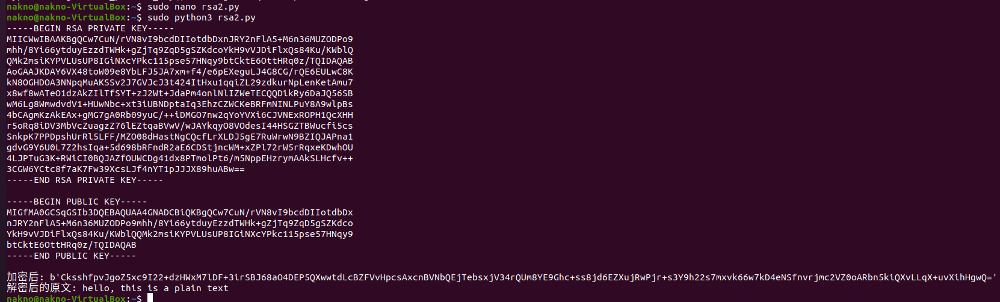 nakno@nakno-VirtualBox:~$ sudo nano rsa2.py
nakno@nakno-VirtualBox:~$ sudo python3 rsa2.py
-----BEGIN RSA PRIVATE KEY-----
MIICWwIBAAKBgQCw7CuN/rVN8vI9bcdDIIotdbDxnJRY2nFlA5+M6n36MUZODPo9
mhh/8Yi66ytduyEzzdTWHk+gZjTq9ZqD5gSZKdcoYkH9vVJDiFlxQs84Ku/KWblQ
QMk2msiKYPVLUsUP8IGiNXcYPkc115pse57HNqy9btCktE6OttHRq0z/TQIDAQAB
AoGAAJKDAY6VX48toW09e8YbLFJ5JA7xm+f4/e6pEXeguLJ4G8CG/rQE6EULwC8K
kN8OGHDOA3NNpqMuAKSSv2J7GVJcJ3t424ItHxu1qqiZL29zdkurNpLenKetAmu7
x8wf8wATeO1dzAkZIlTfSYT+zJ2Wt+JdaPm4onlNlIZWeTECQQDikRy6DaJQ56SB
wM6Lg8WmwdvdV1+HUwNbc+xt3iUBNDptaIq3EhzCZWCKeBRFmNINLPuY8A9wlpBs
4bCAgmKzAkEAx+gMG7gA0Rb09yuC/++iDMGO7nw2qYoYVXi6CJVNExROPH1QcXHH
r5oRq8iDV3MbVcZuagzZ76lEZtqaBVwV/wJAYkqyO8VOdesI44HSGZTBWucfi5cs
SnkpK7PPDpshUrRl5LFF/MZO08dHastNgCQcfLrXLDJ5gE7RuWrwN9BZIQJAPna1
gdvG9Y6U0L7Z2hsIqa+5d698bRFndR2aE6CDStjncWM+xZPl72rW5rRqxeKDwhOU
4LJPTuG3K+RWiCI0BQJAZfOUWCDg41dx8PTmolPt6/m5NppEHzrymAAkSLHcfv++
3CGW6YCtc8f7aK7Fw39XcsLJf4nYT1pJJJX89huABw==
-----END RSA PRIVATE KEY-----
-----BEGIN PUBLIC KEY-----
MIGfMA0GCSqGSIb3DQEBAQUAA4GNADCBiQKBgQCw7CuN/rVN8vI9bcdDIIotdbDx
nJRY2nFlA5+M6n36MUZODPo9mhh/8Yi66ytduyEzzdTWHk+gZjTq9ZqD5gSZKdco
YkH9vVJDiFlxQs84Ku/KWblQQMk2msiKYPVLUsUP8IGiNXcYPkc115pse57HNqy9
btCktE6OttHRq0z/TQIDAQAB
-----END PUBLIC KEY-----
加密后: b'CksshfpvJgoZ5xc9I22+dzHWxM7lDF+3irSBJ68aO4DEP5QXwwtdLcBZFVvHpcsAxcnBVNbQEjTebsxjV34rQUm8YE9Ghc+ss8jd6EZXujRwPjr+s3Y9h22s7mxvk66w7kD4eNSfnvrjmc2VZ0oARbn5kiQXvLLqX+uvXihHgwQ='
解密后的原文: hello, this is a plain text
nakno@nakno-VirtualBox:~$